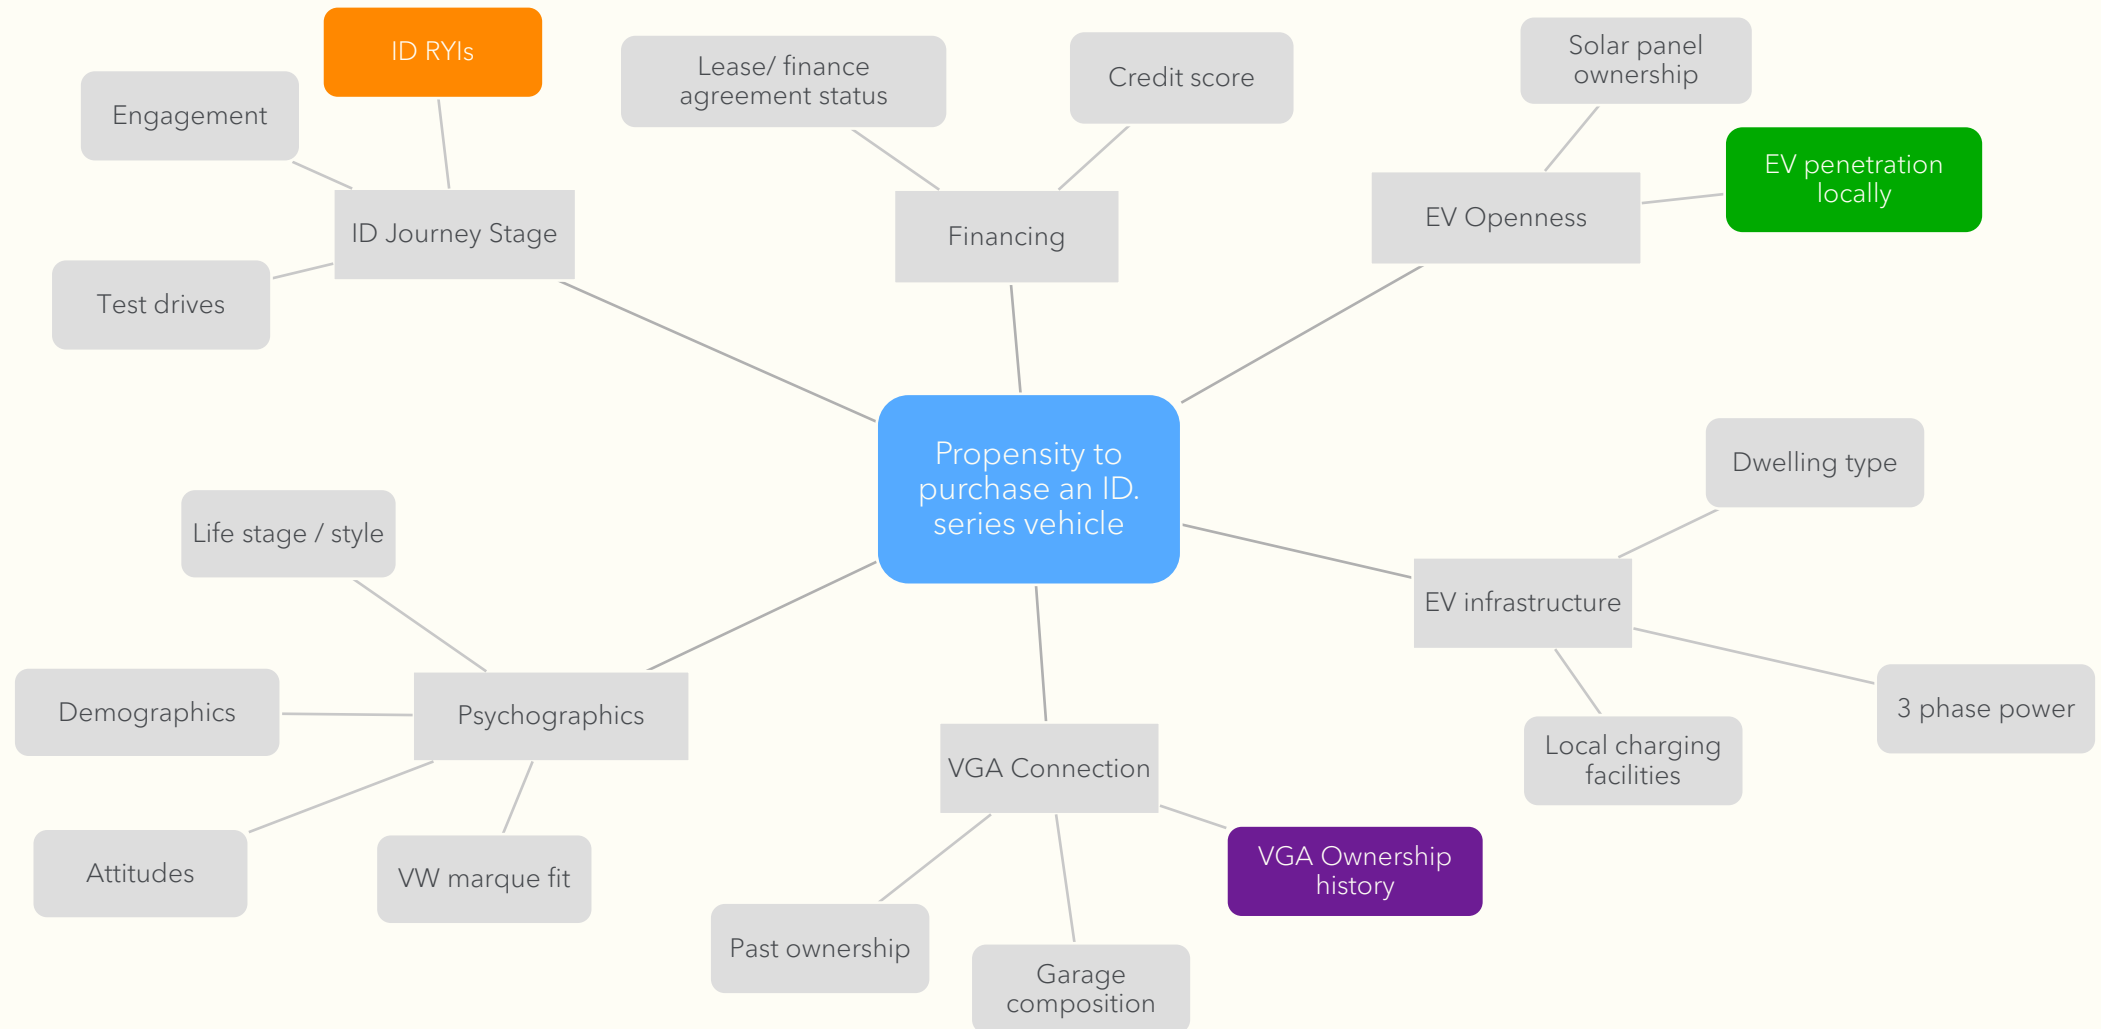 ID RYIs
Engagement
ID Journey Stage
Test drives
Lease/ finance
agreement status
Credit score
Financing
Solar panel
ownership
EV penetration
locally
EV Openness
Propensity to
purchase an ID.
series vehicle
Dwelling type
EV infrastructure
3 phase power
Local charging
facilities
Life stage / style
Demographics
Psychographics
Attitudes
VW marque fit
VGA Connection
VGA Ownership
history
Past ownership
Garage
composition